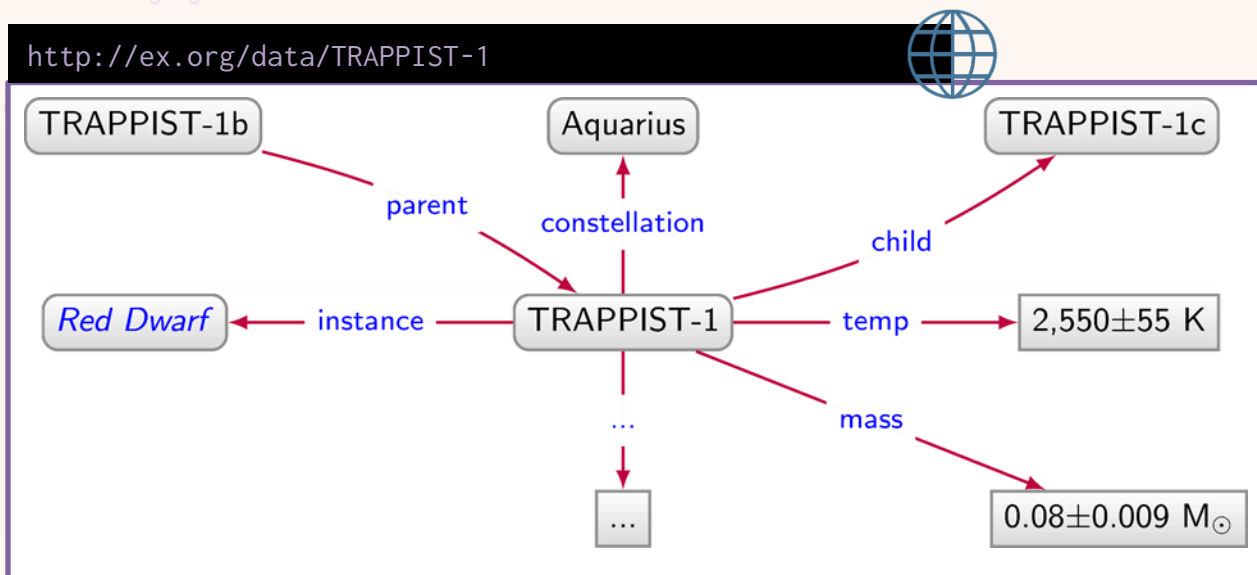 http://ex.org/data/TRAPPIST-1
TRAPPIST-1b
Aquarius
TRAPPIST-1c
parent
constellation
child
Red Dwarf
instance
TRAPPIST-1
temp
2,550±55 K
...
mass
...
0.08±0.009 M☉